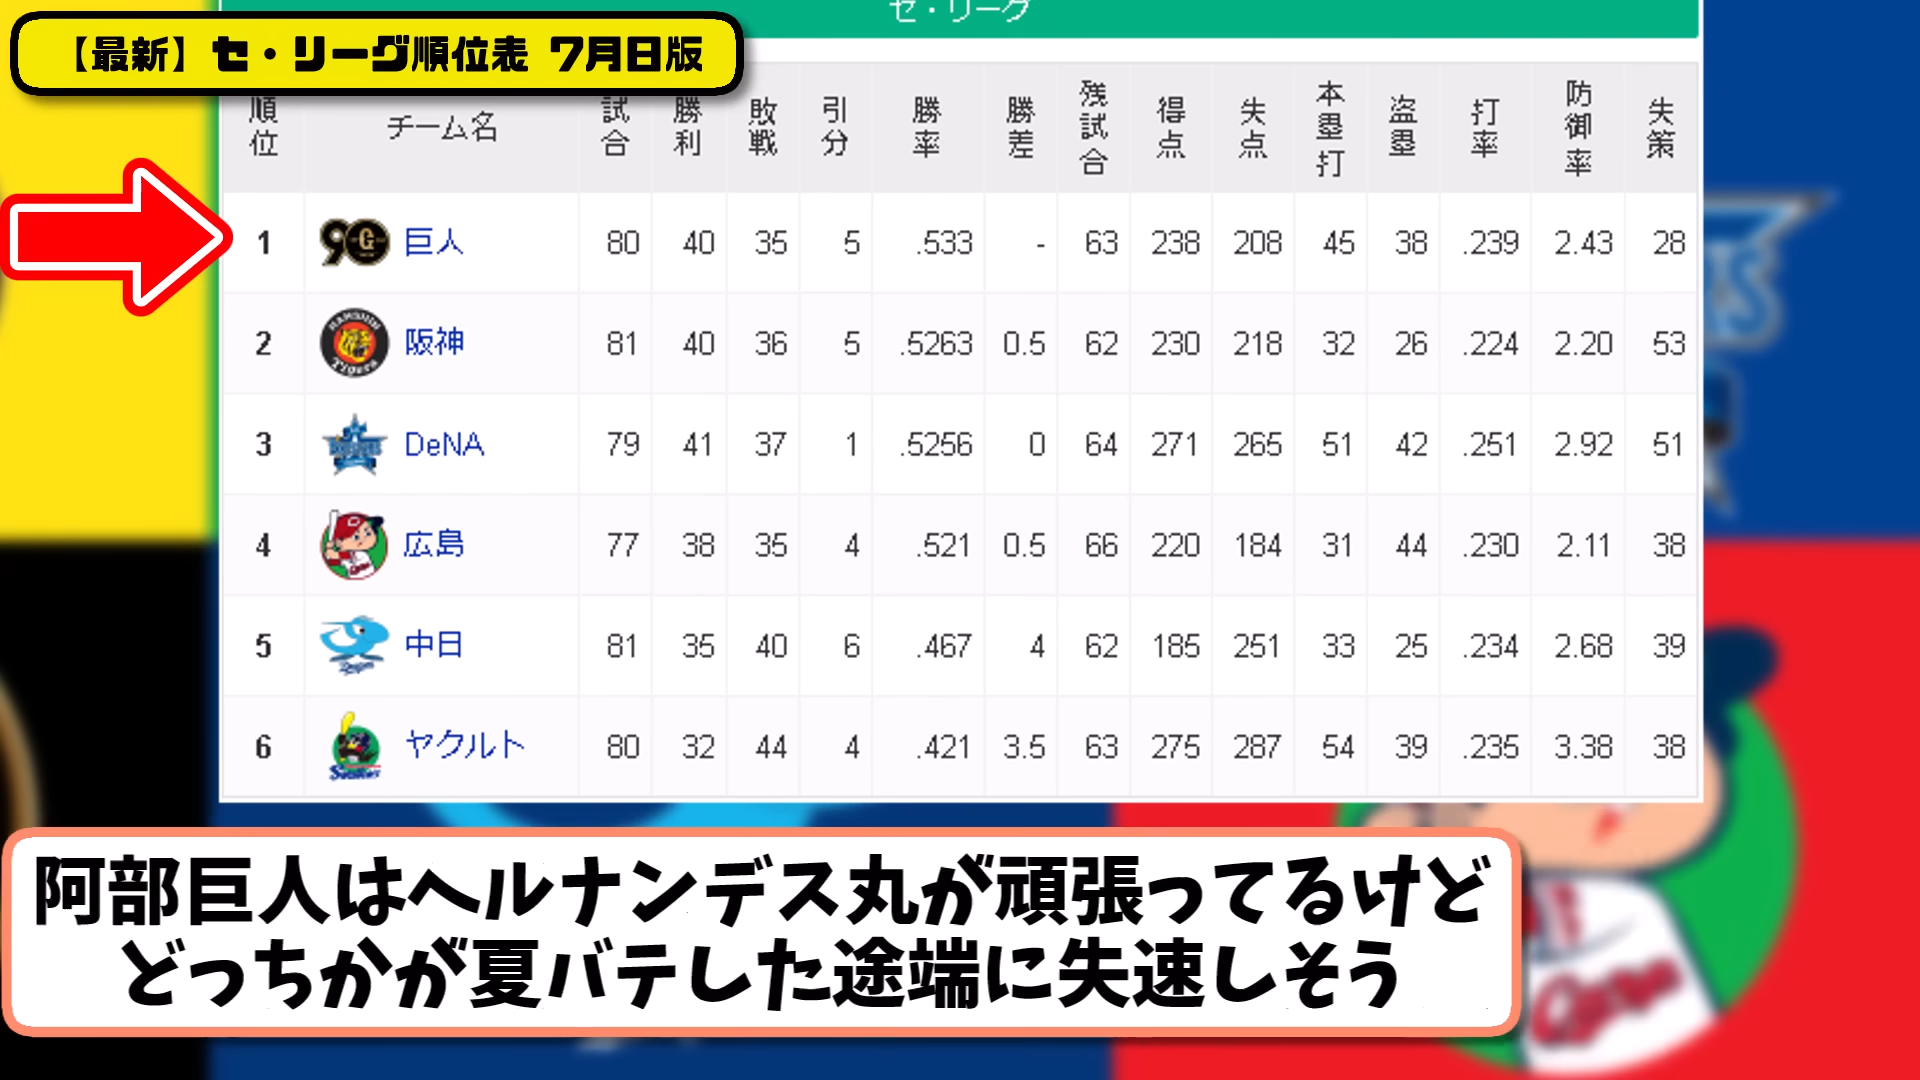 セ・リーグ
【最新】セ・リーグ順位表 7月日版
順位 チーム名 試合 勝利 敗戦 引分 勝率 勝差 残試合 得点 失点 本塁打 盗塁 打率 防御率 失策
1 巨人 80 40 35 5 .533 - 63 238 208 45 38 .239 2.43 28
2 阪神 81 40 36 5 .5263 0.5 62 230 218 32 26 .224 2.20 53
3 DeNA 79 41 37 1 .5256 0 64 271 265 51 42 .251 2.92 51
4 広島 77 38 35 4 .521 0.5 66 220 184 31 44 .230 2.11 38
5 中日 81 35 40 6 .467 4 62 185 251 33 25 .234 2.68 39
6 ヤクルト 80 32 44 4 .421 3.5 63 275 287 54 39 .235 3.38 38
阿部巨人はヘルナンデス丸が頑張ってるけど
どっちかが夏バテした途端に失速しそう